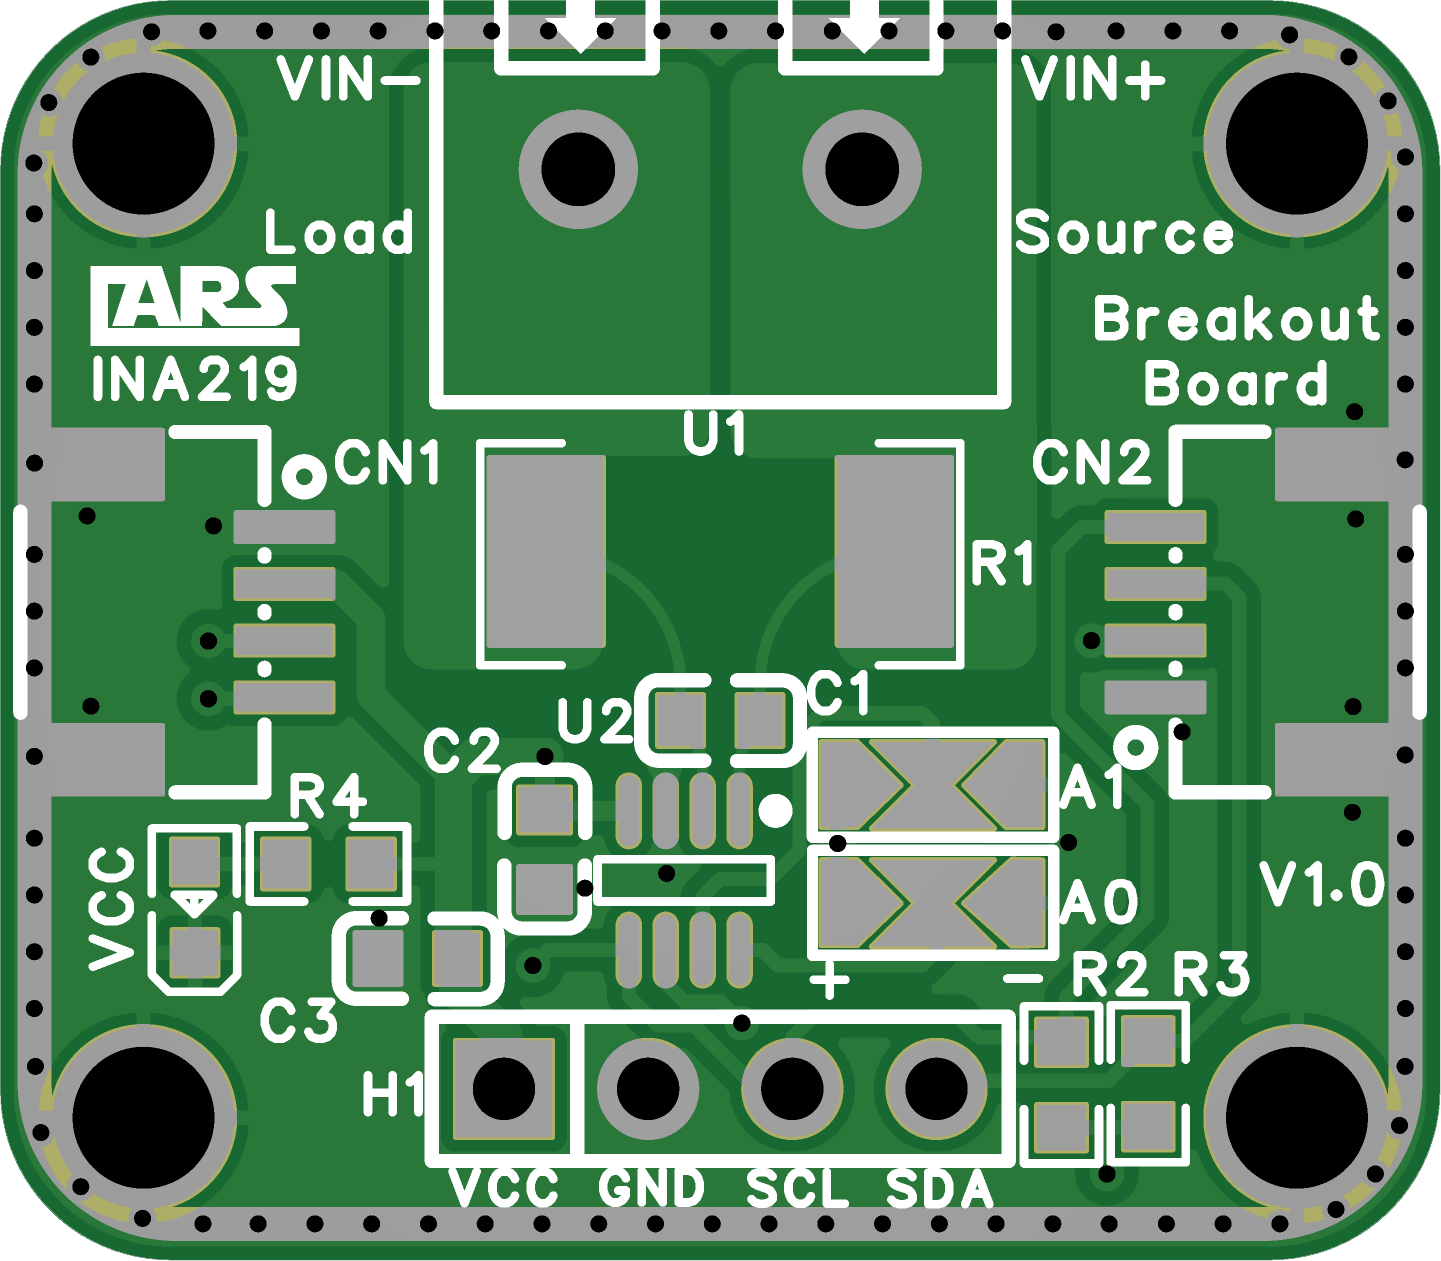 VIN- VIN+
Load Source
ARS
INA219
Breakout
Board
U1
CN1 CN2
R1
C1
U2
C2
R4
A1
VCC
A0
V1.0
+ -
R2 R3
C3
H1
VCC GND SCL SDA